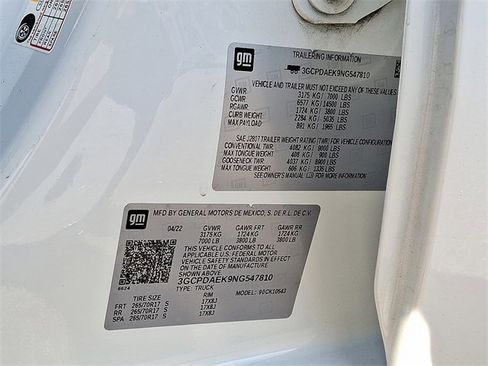 gm
TRAILERING INFORMATION
3GCPDAEK9NG547810
VEHICLE AND TRAILER MUST NOT EXCEED ANY OF THESE WEIGHTS
GVWR 3175 KG/ 7000 LBS
GCWR 6577 KG/14500 LBS
RGAWR 1724 KG/ 3800 LBS
CURB WEIGHT 2284 KG/ 5035 LBS
MAX PAYLOAD 891 KG/ 1965 LBS
SAE J2807 TRAILER WEIGHT RATING (TWR) FOR VEHICLE CONFIGURATION
CONVENTIONAL TWR 4082 KG/ 9000 LBS
MAX TONGUE WEIGHT 408 KG/ 900 LBS
GOOSENECK TWR 4037 KG/ 8900 LBS
MAX TONGUE WEIGHT 606 KG/ 1335 LBS
SEE OWNER'S MANUAL FOR ADDITIONAL INFORMATION
gm
MFD BY GENERAL MOTORS DE MEXICO, S. DE R.L. DE C.V.
04/22 GVWR GAWR FRT GAWR RR
3175 KG 1724 KG 1724 KG
7000 LB 3800 LB 3800 LB
THIS VEHICLE CONFORMS TO ALL
APPLICABLE U.S. FEDERAL MOTOR
VEHICLE SAFETY AND THEFT
PREVENTION STANDARDS IN EFFECT ON
THE DATE OF MANUFACTURE
SHOWN ABOVE.
3GCPDAEK9NG547810
TYPE: TRUCK
TIRE SIZE RIM MODEL:
FRT 265/70R17 S 17X8J
RR 265/70R17 S 17X8J
SPA 265/70R17 S 17X8J